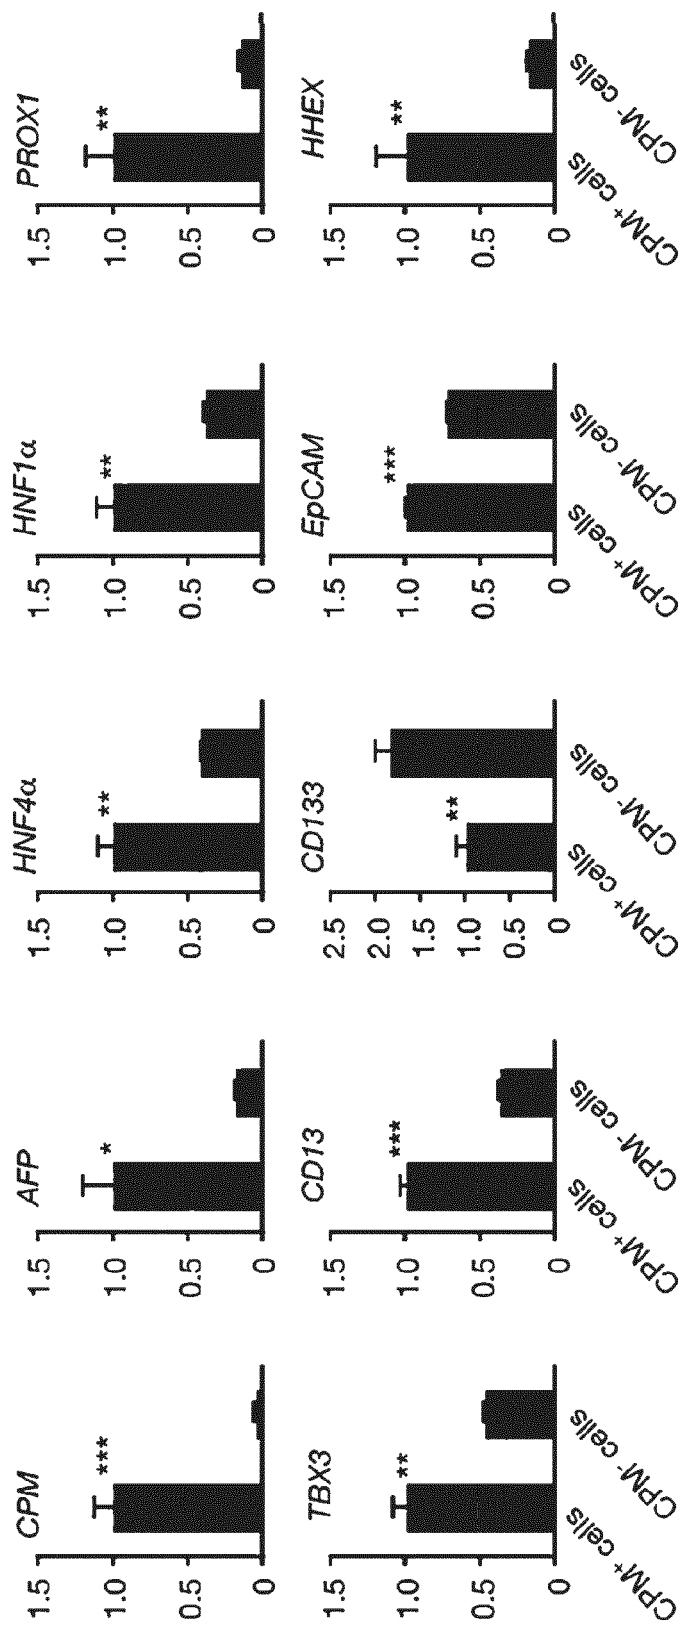 CPM
1.5
1.0
0.5
0
***
AFP
1.5
1.0
0.5
0
*
HNF4α
1.5
1.0
0.5
0
**
HNF1α
1.5
1.0
0.5
0
**
PROX1
1.5
1.0
0.5
0
**
TBX3
1.5
1.0
0.5
0
**
CPM⁺ cells
CPM⁻ cells
CD13
1.5
1.0
0.5
0
***
CPM⁺ cells
CPM⁻ cells
CD133
2.5
2.0
1.5
1.0
0.5
0
**
CPM⁺ cells
CPM⁻ cells
EpCAM
1.5
1.0
0.5
0
***
CPM⁺ cells
CPM⁻ cells
HHEX
1.5
1.0
0.5
0
**
CPM⁺ cells
CPM⁻ cells